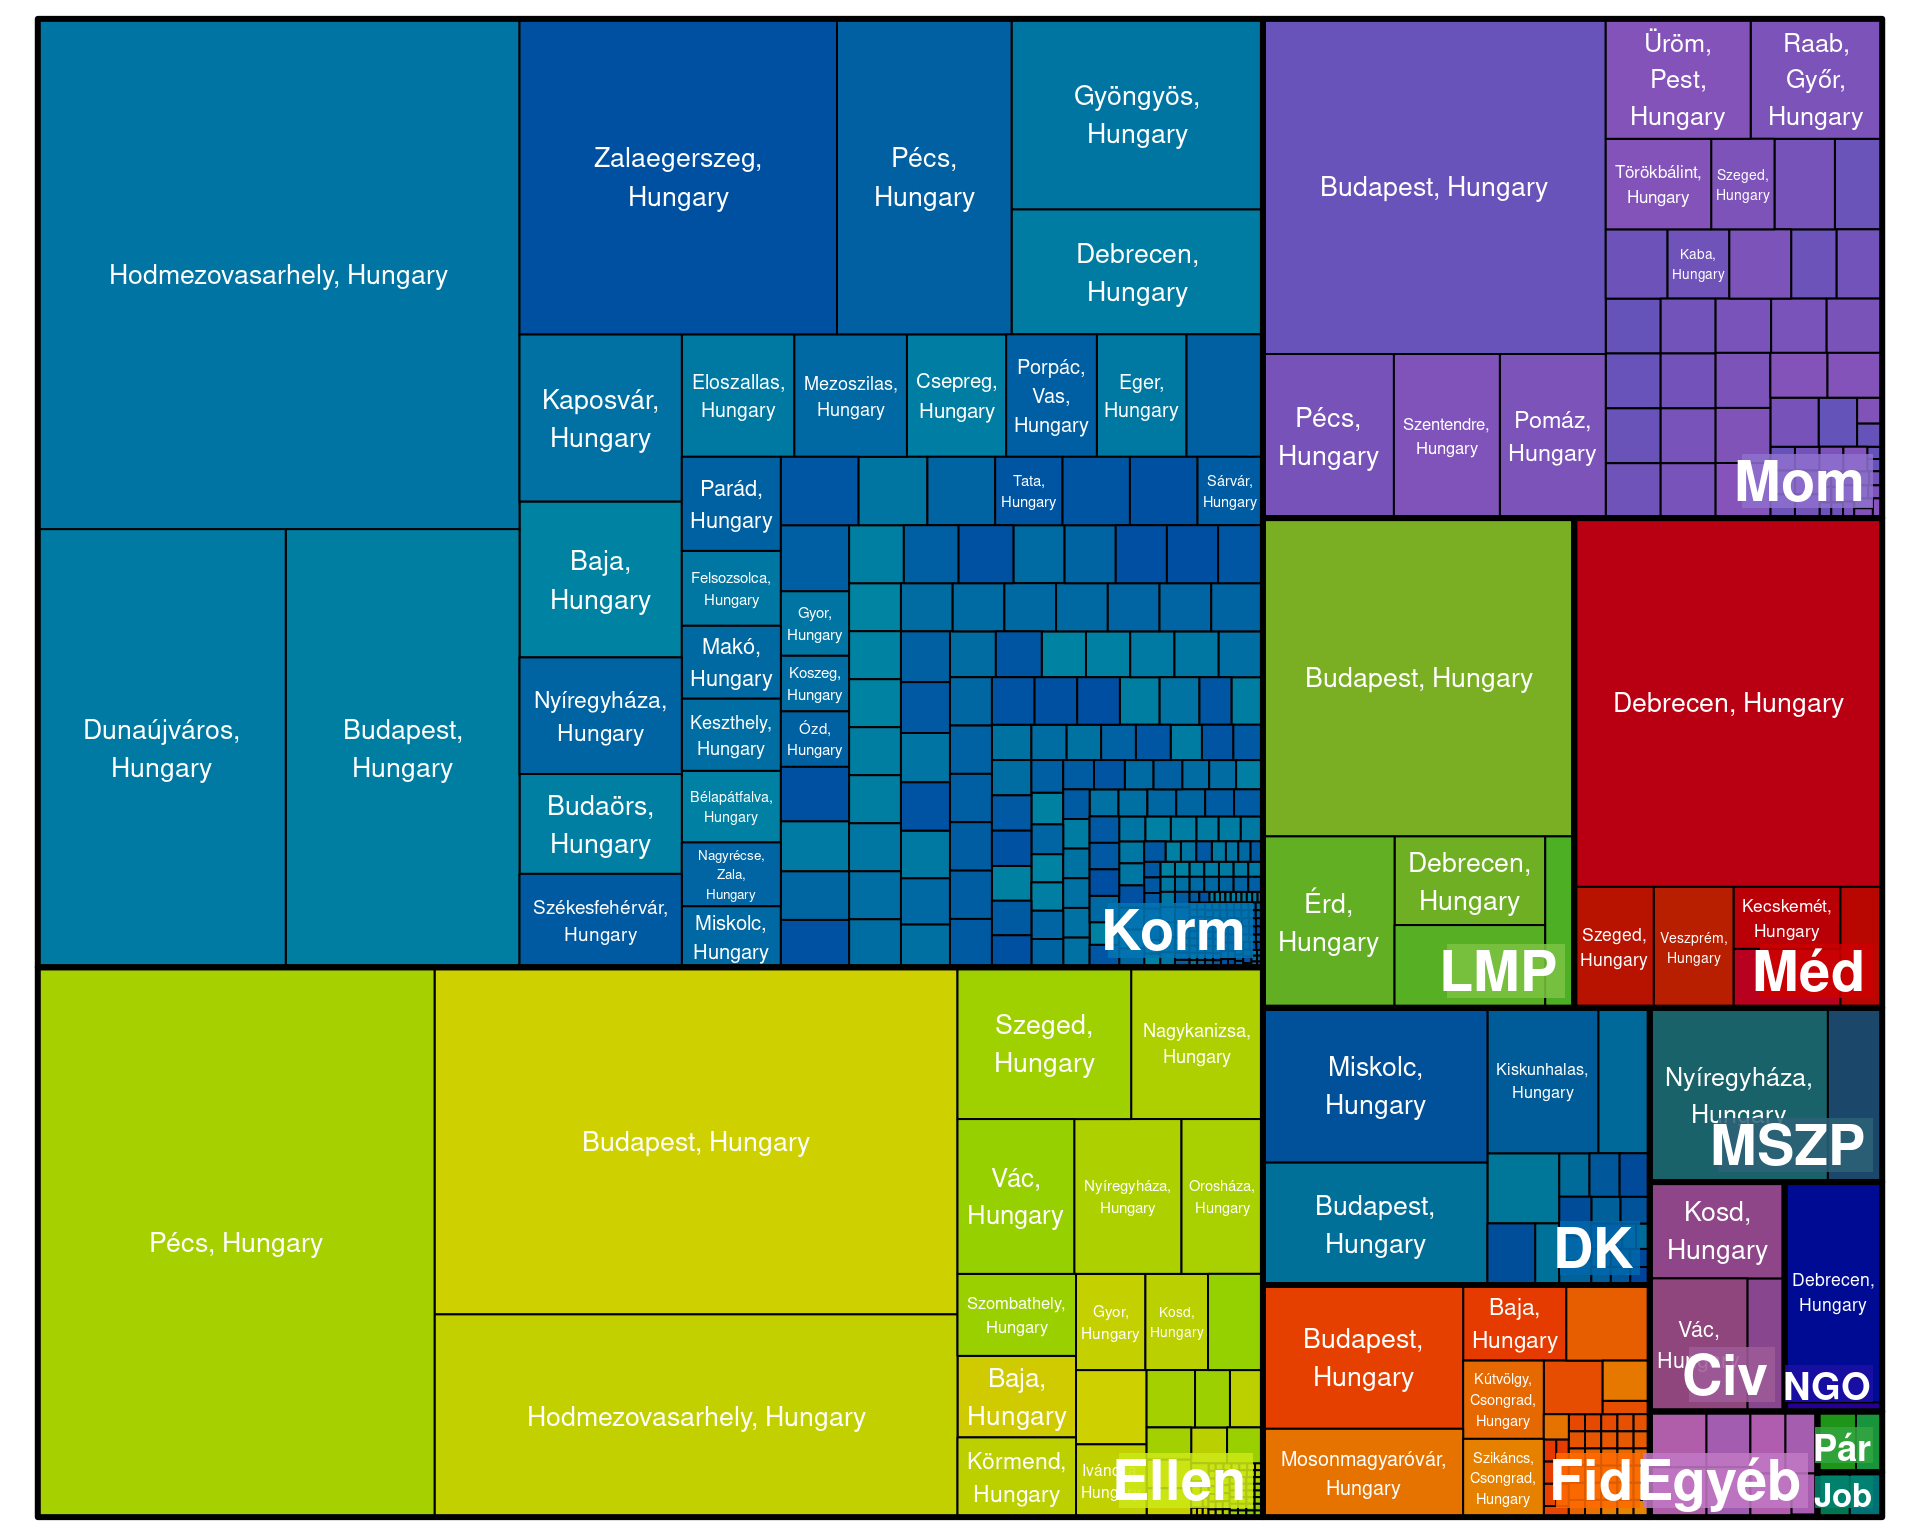 Hodmezovasarhely, Hungary
Dunaújváros,
Hungary
Budapest,
Hungary
Zalaegerszeg,
Hungary
Pécs,
Hungary
Gyöngyös,
Hungary
Debrecen,
Hungary
Kaposvár,
Hungary
Baja,
Hungary
Nyíregyháza,
Hungary
Budaörs,
Hungary
Székesfehérvár,
Hungary
Eloszallas,
Hungary
Mezoszilas,
Hungary
Csepreg,
Hungary
Porpác,
Vas,
Hungary
Eger,
Hungary
Parád,
Hungary
Felsozsolca,
Hungary
Makó,
Hungary
Keszthely,
Hungary
Bélapátfalva,
Hungary
Nagyrécse,
Zala,
Hungary
Miskolc,
Hungary
Tata,
Hungary
Sárvár,
Hungary
Gyor,
Hungary
Koszeg,
Hungary
Ózd,
Hungary
Korm
Pécs, Hungary
Budapest, Hungary
Hodmezovasarhely, Hungary
Szeged,
Hungary
Nagykanizsa,
Hungary
Vác,
Hungary
Nyíregyháza,
Hungary
Orosháza,
Hungary
Szombathely,
Hungary
Gyor,
Hungary
Kosd,
Hungary
Baja,
Hungary
Körmend,
Hungary
Ellen
Budapest, Hungary
Üröm,
Pest,
Hungary
Raab,
Győr,
Hungary
Törökbálint,
Hungary
Szeged,
Hungary
Kaba,
Hungary
Pécs,
Hungary
Szentendre,
Hungary
Pomáz,
Hungary
Mom
Budapest, Hungary
Érd,
Hungary
Debrecen,
Hungary
LMP
Debrecen, Hungary
Szeged,
Hungary
Veszprém,
Hungary
Kecskemét,
Hungary
Méd
Miskolc,
Hungary
Kiskunhalas,
Hungary
Budapest,
Hungary
DK
Nyíregyháza,
Hungary
MSZP
Kosd,
Hungary
Vác,
Civ
Debrecen,
Hungary
NGO
Budapest,
Hungary
Baja,
Hungary
Kútvölgy,
Csongrad,
Hungary
Mosonmagyaróvár,
Hungary
Szikáncs,
Csongrad,
Hungary
Fid
Egyéb
Pár
Job